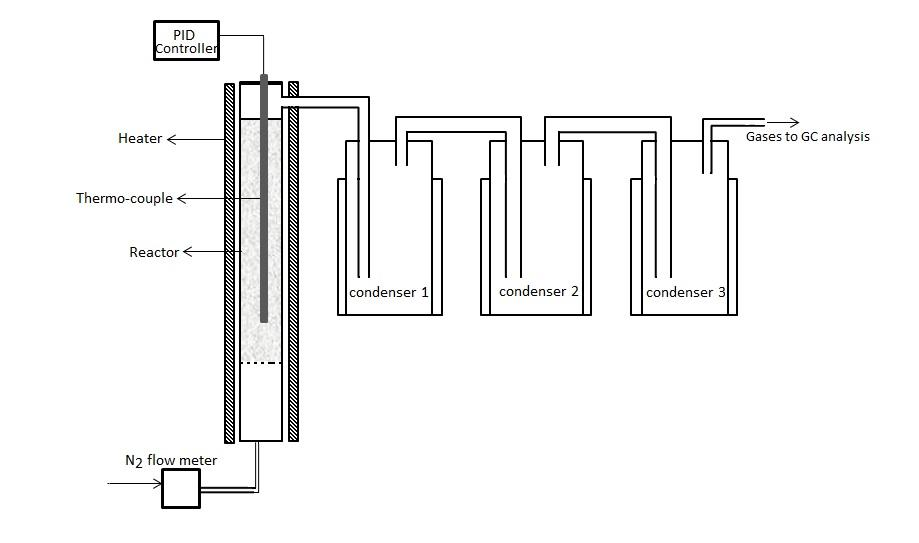 PID
Controller
Heater
Gases to GC analysis
Thermo-couple
Reactor
condenser 1
condenser 2
condenser 3
N2 flow meter